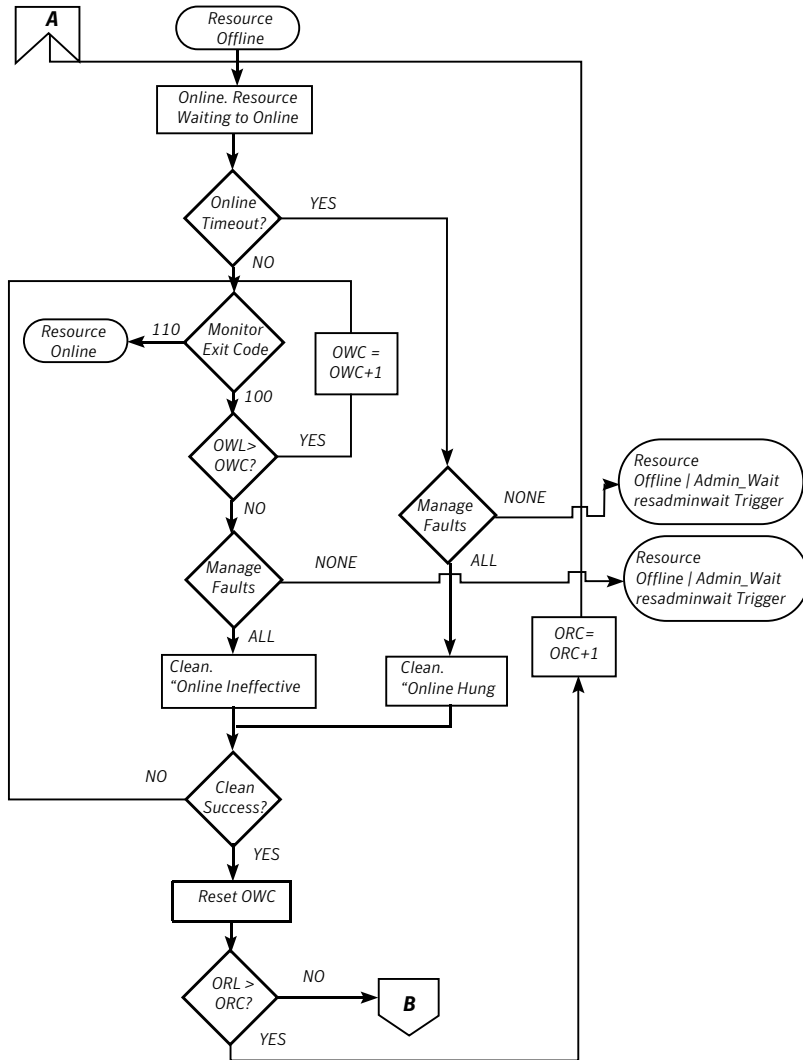 A
Resource
Offline
Online. Resource
Waiting to Online
Online
Timeout?
YES
NO
Resource
Online
110
Monitor
Exit Code
OWC =
OWC+1
100
OWL>
OWC?
YES
NO
Manage
Faults
NONE
Resource
Offline | Admin_Wait
resadminwait Trigger
Manage
Faults
NONE
ALL
Resource
Offline | Admin_Wait
resadminwait Trigger
ALL
ORC=
ORC+1
Clean.
“Online Ineffective
Clean.
“Online Hung
NO
Clean
Success?
YES
Reset OWC
ORL >
ORC?
NO
B
YES